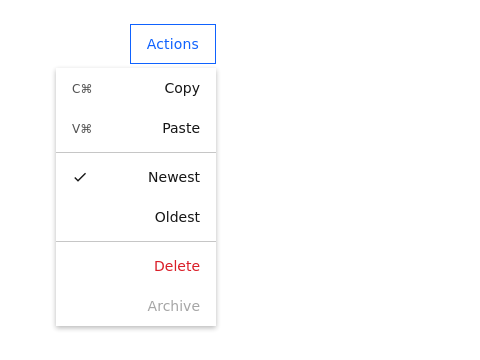 Actions
Copy C⌘
Paste V⌘
Newest
Oldest
Delete
Archive